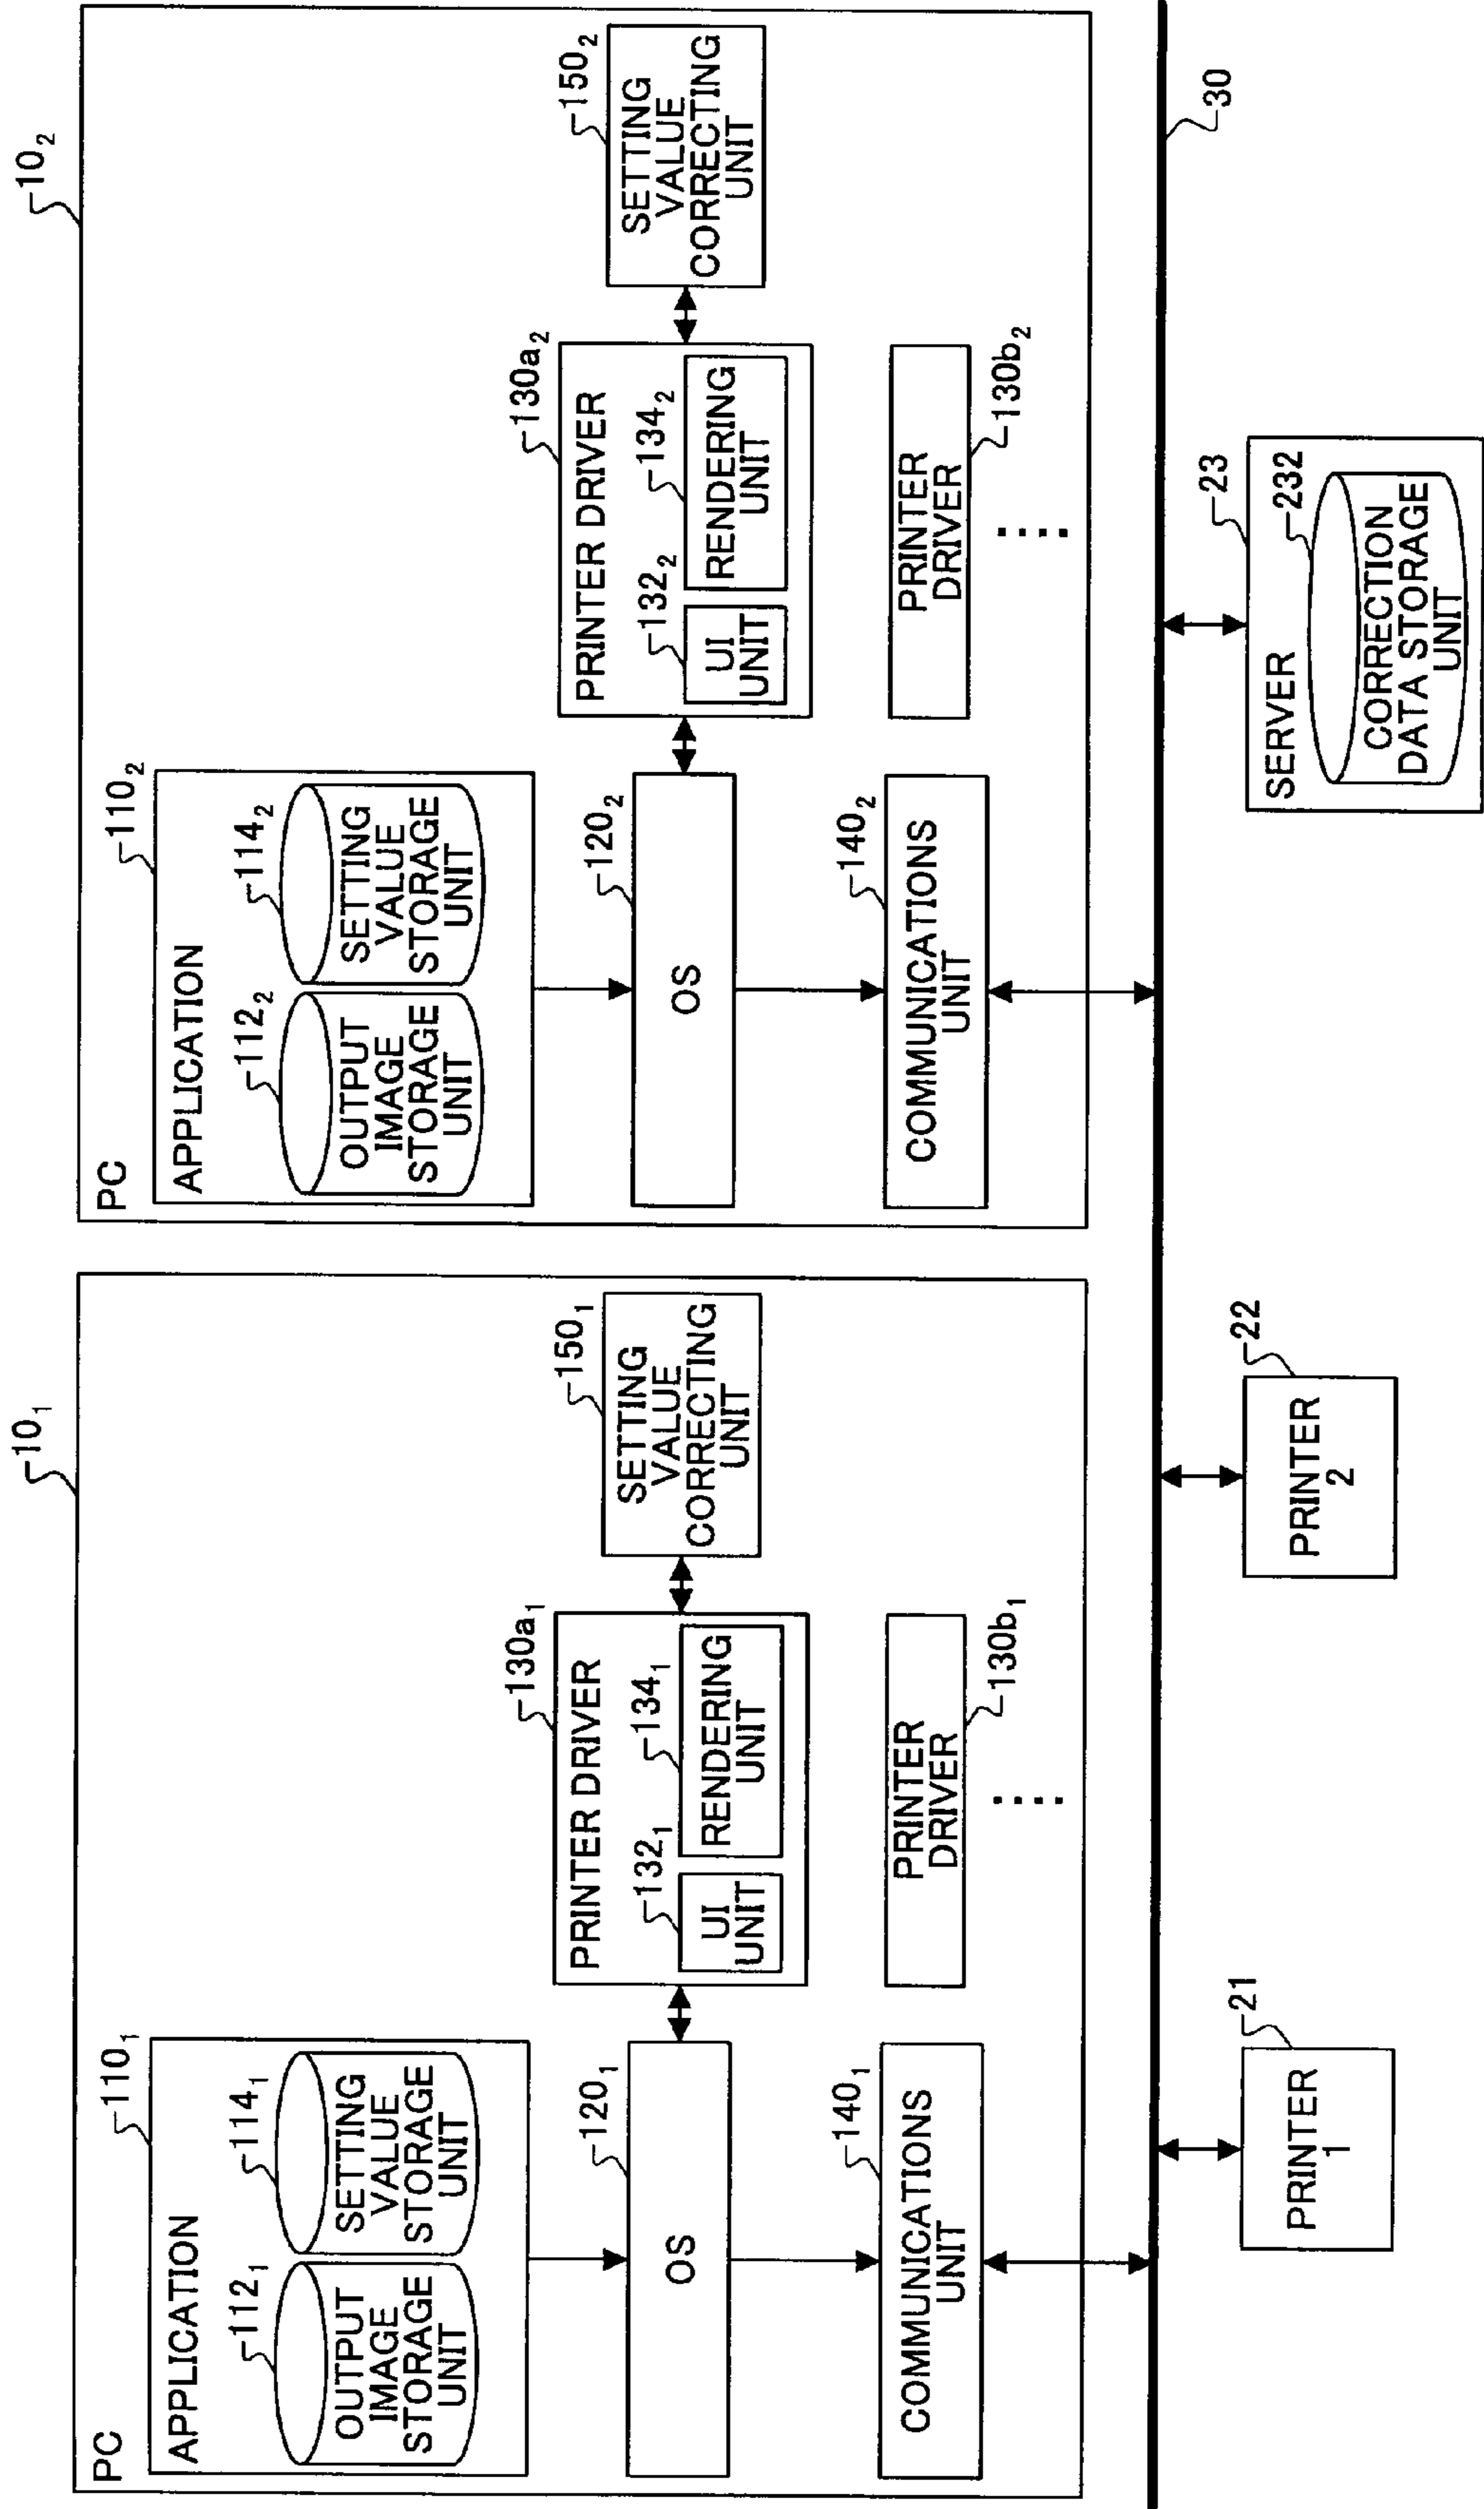 10₁
PC
110₁
APPLICATION
112₁
114₁
OUTPUT
IMAGE
STORAGE
UNIT
SETTING
VALUE
STORAGE
UNIT
120₁
OS
130a₁
PRINTER DRIVER
132₁
134₁
UI
UNIT
RENDERING
UNIT
150₁
SETTING
VALUE
CORRECTING
UNIT
140₁
COMMUNICATIONS
UNIT
PRINTER
DRIVER
130b₁
10₂
PC
110₂
APPLICATION
112₂
114₂
OUTPUT
IMAGE
STORAGE
UNIT
SETTING
VALUE
STORAGE
UNIT
120₂
OS
130a₂
PRINTER DRIVER
132₂
134₂
UI
UNIT
RENDERING
UNIT
150₂
SETTING
VALUE
CORRECTING
UNIT
140₂
COMMUNICATIONS
UNIT
PRINTER
DRIVER
130b₂
30
21
PRINTER
1
22
PRINTER
2
23
SERVER
232
CORRECTION
DATA STORAGE
UNIT